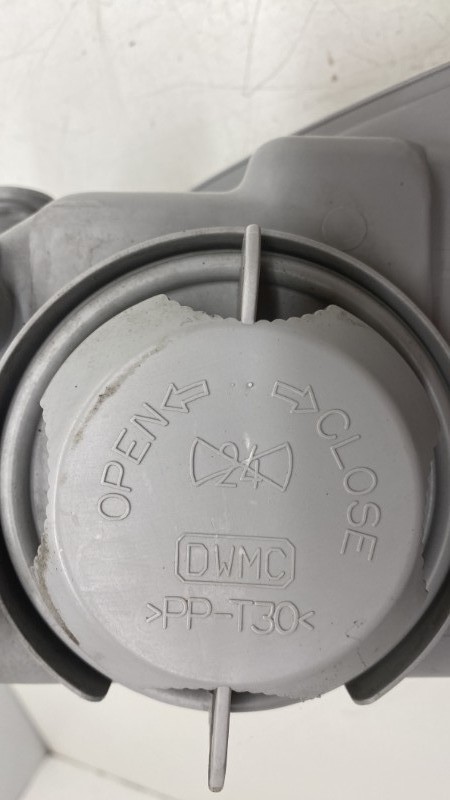 OPEN
CLOSE
24
DWMC
>PP-T30<